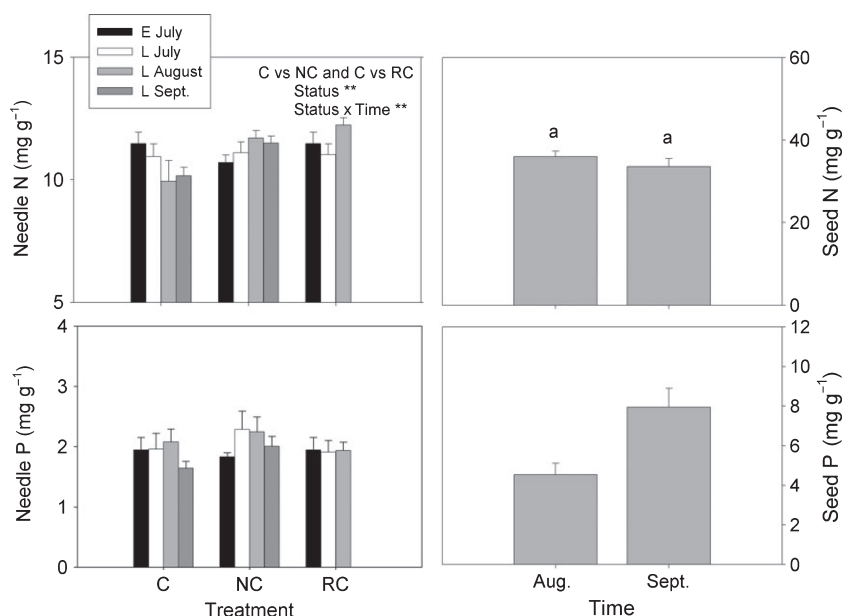 E July
L July
L August
L Sept.
C vs NC and C vs RC
Status **
Status x Time **
15
10
5
Needle N (mg g⁻¹)
a
a
60
40
20
0
Seed N (mg g⁻¹)
4
3
2
1
0
Needle P (mg g⁻¹)
C
NC
RC
Treatment
12
10
8
6
4
2
0
Seed P (mg g⁻¹)
Aug.
Sept.
Time